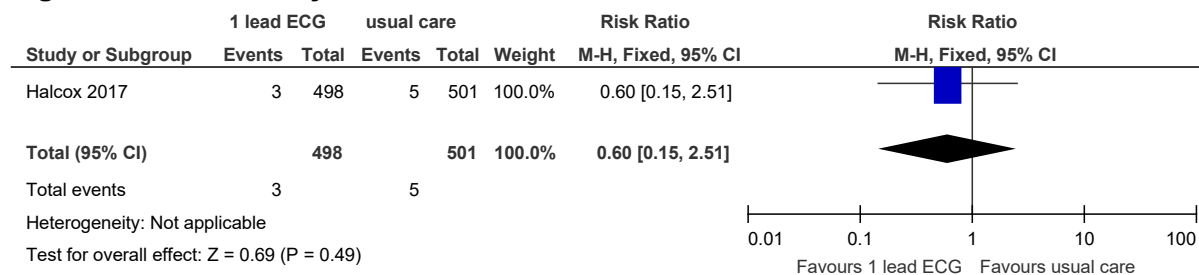 1 lead ECG usual care Risk Ratio Risk Ratio
Study or Subgroup Events Total Events Total Weight M-H, Fixed, 95% CI M-H, Fixed, 95% CI
Halcox 2017 3 498 5 501 100.0% 0.60 [0.15, 2.51]
Total (95% CI) 498 501 100.0% 0.60 [0.15, 2.51]
Total events 3 5
Heterogeneity: Not applicable
Test for overall effect: Z = 0.69 (P = 0.49)
0.01 0.1 1 10 100
Favours 1 lead ECG Favours usual care